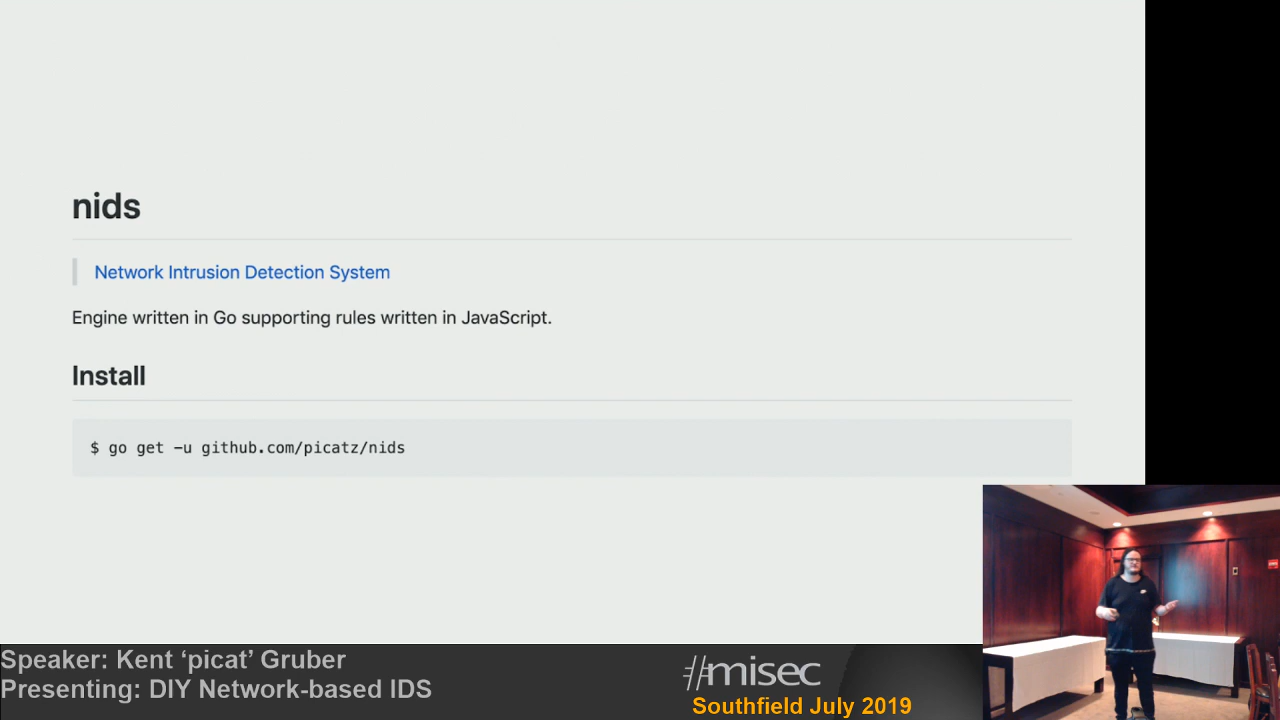 nids
Network Intrusion Detection System
Engine written in Go supporting rules written in JavaScript.
Install
$ go get -u github.com/picatz/nids
Speaker: Kent ‘picat’ Gruber
Presenting: DIY Network-based IDS
#misec
Southfield July 2019